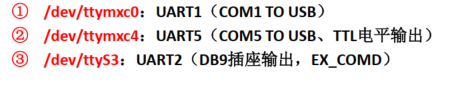 ① /dev/ttymxc0：UART1（COM1 TO USB）
② /dev/ttymxc4：UART5（COM5 TO USB、TTL电平输出）
③ /dev/ttyS3：UART2（DB9插座输出，EX_COMD）